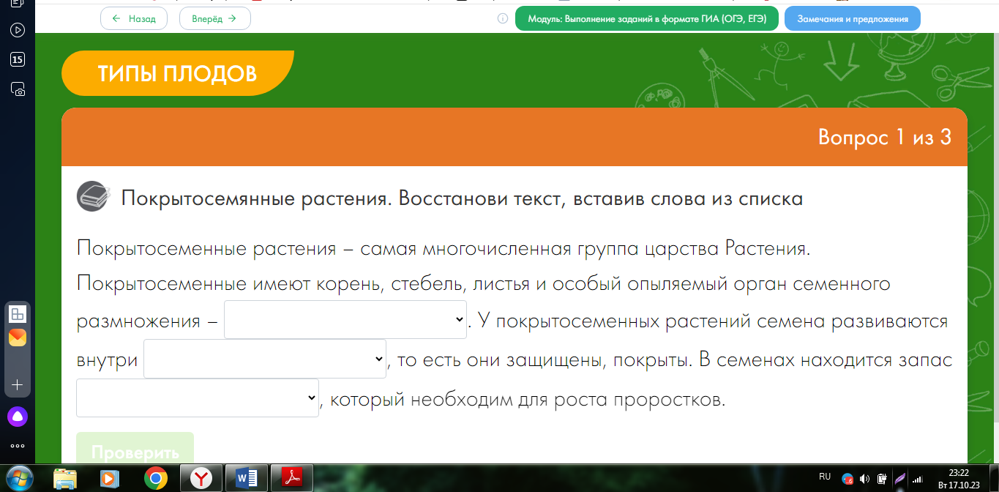 ← Назад
Вперёд →
Модуль: Выполнение заданий в формате ГИА (ОГЭ, ЕГЭ)
Замечания и предложения
15
ТИПЫ ПЛОДОВ
Вопрос 1 из 3
Покрытосемянные растения. Восстанови текст, вставив слова из списка
Покрытосеменные растения – самая многочисленная группа царства Растения.
Покрытосеменные имеют корень, стебель, листья и особый опыляемый орган семенного
размножения – . У покрытосеменных растений семена развиваются
внутри , то есть они защищены, покрыты. В семенах находится запас
, который необходим для роста проростков.
Проверить
RU
23:22
Вт 17.10.23